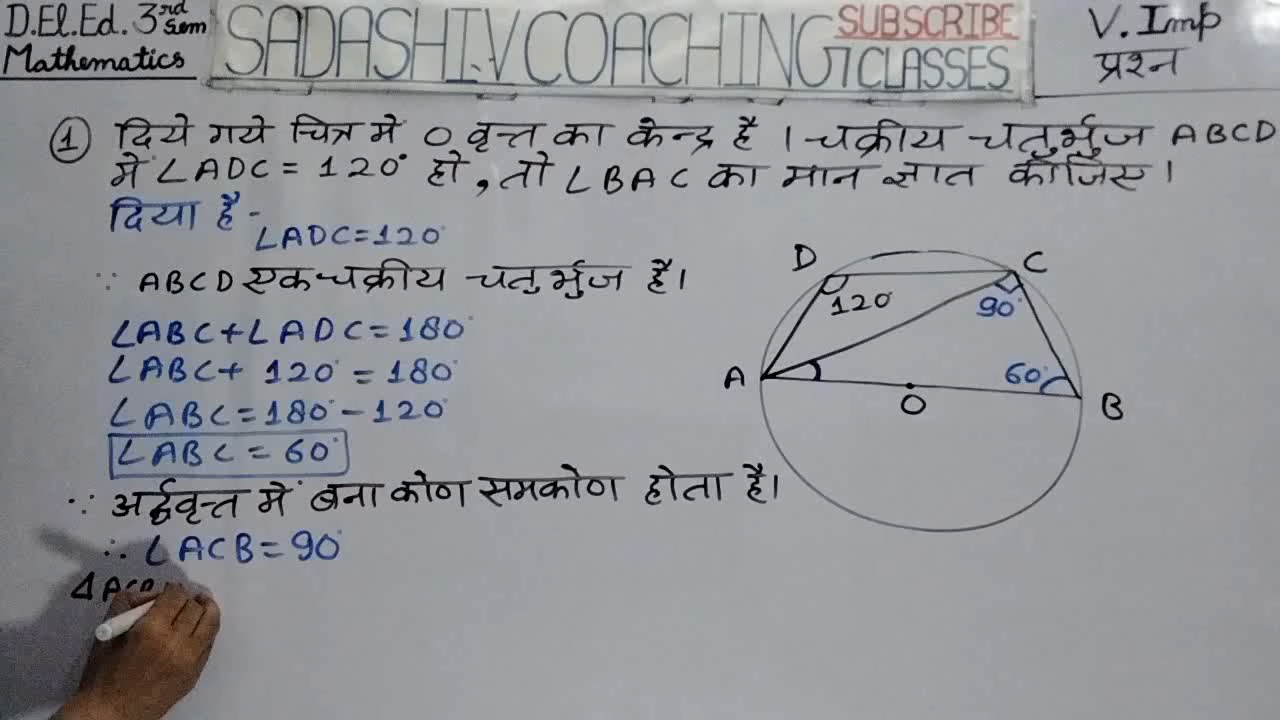 D.El.Ed. 3rd Sem
Mathematics
SADASHIV COACHING CLASSES
SUBSCRIBE
V. Imp
प्रश्न
① दिये गये चित्र में O वृत्त का केन्द्र है । चक्रीय चतुर्भुज ABCD
में ∠ADC = 120° हो, तो ∠BAC का मान ज्ञात कीजिए ।
दिया है -
∠ADC = 120°
∵ ABCD एक चक्रीय चतुर्भुज है।
∠ABC + ∠ADC = 180°
∠ABC + 120° = 180°
∠ABC = 180° - 120°
∠ABC = 60°
∵ अर्द्धवृत्त में बना कोण समकोण होता है।
∴ ∠ACB = 90°
Δ ACB
D
C
120
90°
A
60°
O
B